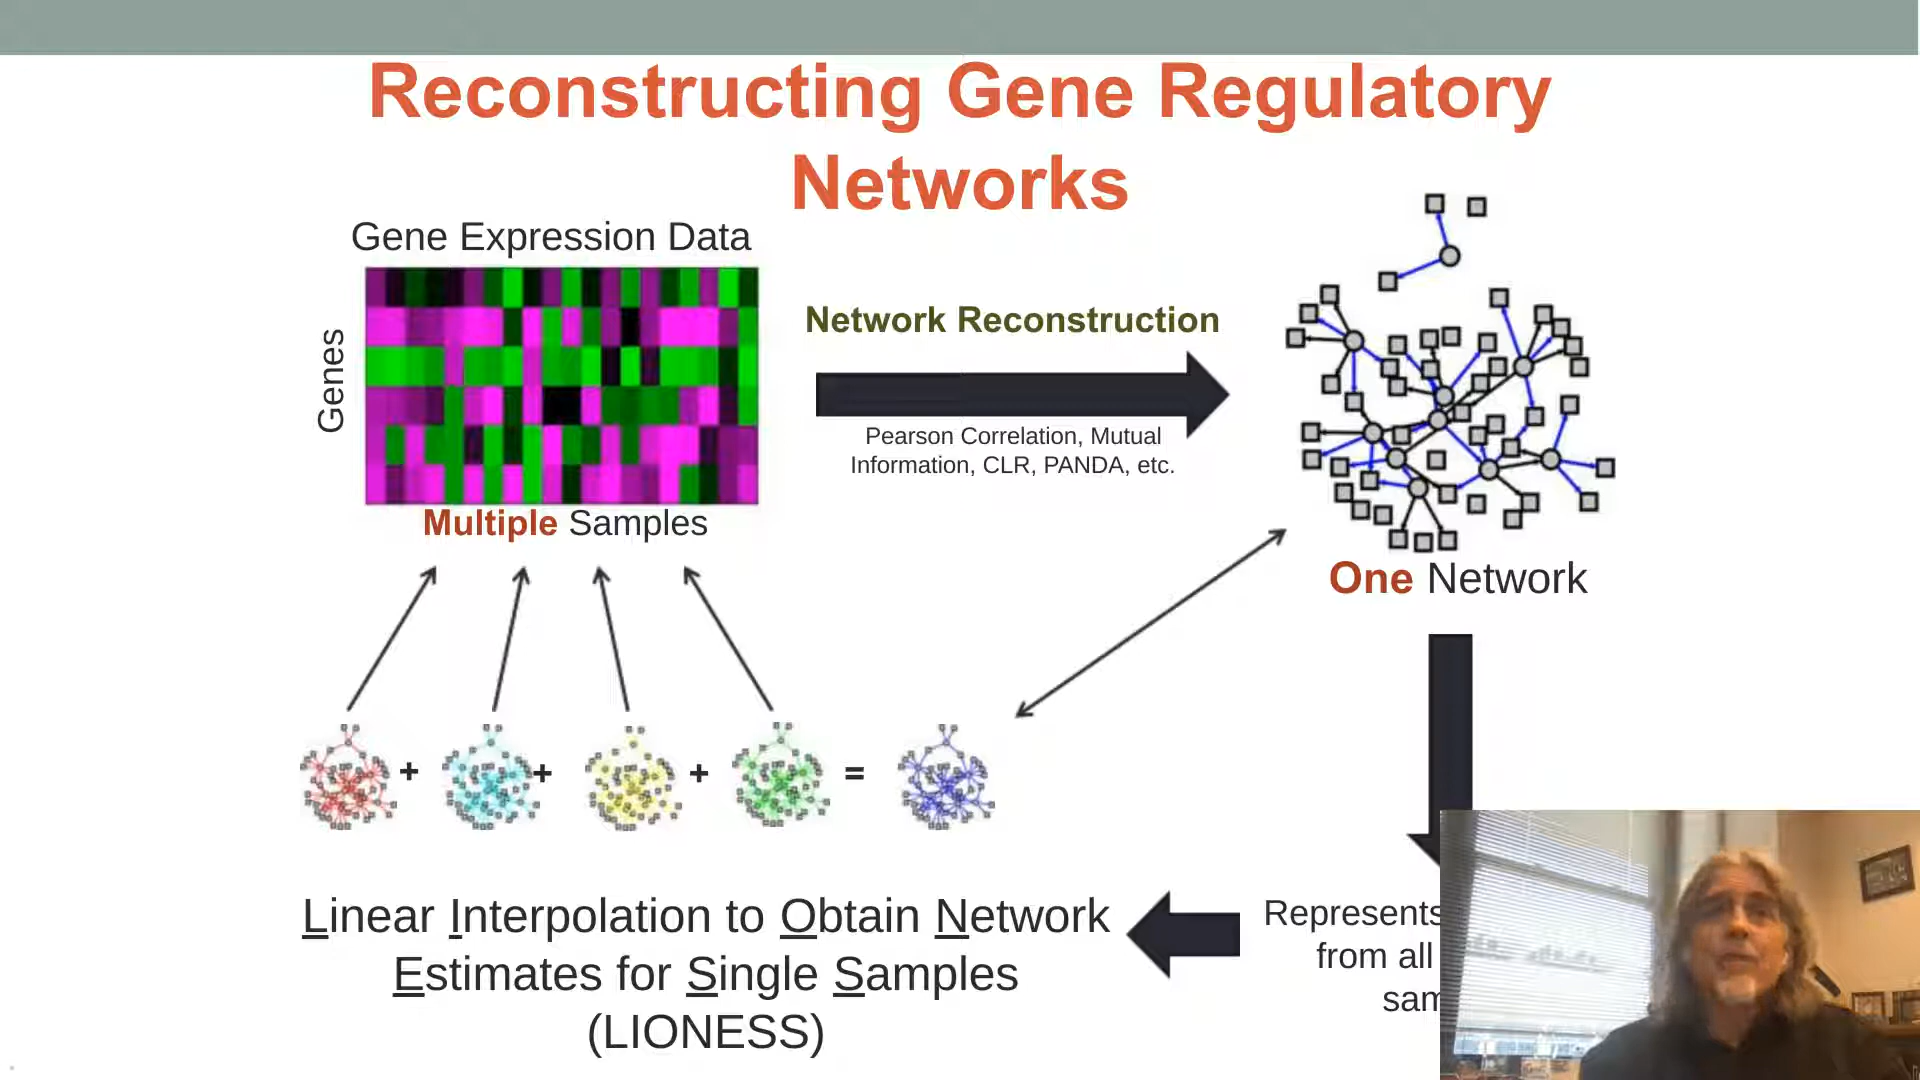 Reconstructing Gene Regulatory
Networks
Gene Expression Data
Genes
Multiple Samples
Network Reconstruction
Pearson Correlation, Mutual
Information, CLR, PANDA, etc.
One Network
+ + + =
Linear Interpolation to Obtain Network
Estimates for Single Samples
(LIONESS)
Represents
from all